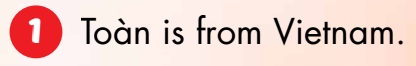 1 Toàn is from Vietnam.